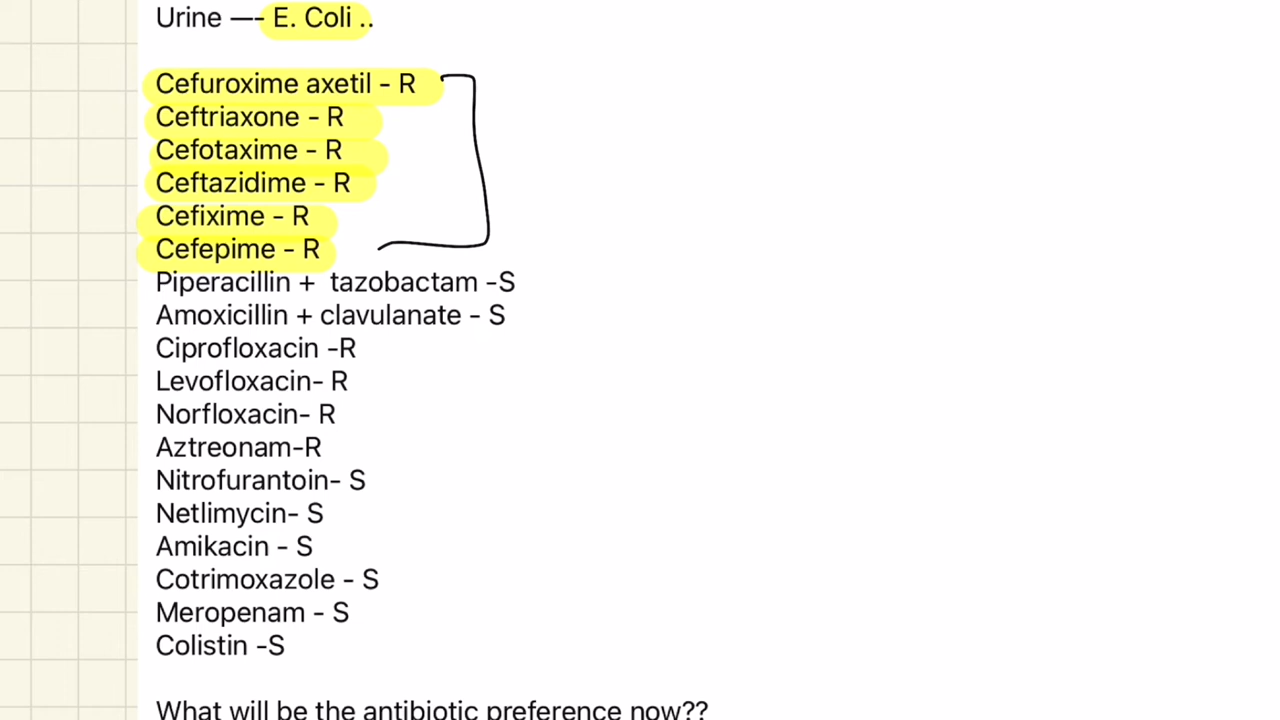 Urine —- E. Coli ..
Cefuroxime axetil - R
Ceftriaxone - R
Cefotaxime - R
Ceftazidime - R
Cefixime - R
Cefepime - R
Piperacillin + tazobactam -S
Amoxicillin + clavulanate - S
Ciprofloxacin -R
Levofloxacin- R
Norfloxacin- R
Aztreonam-R
Nitrofurantoin- S
Netlimycin- S
Amikacin - S
Cotrimoxazole - S
Meropenam - S
Colistin -S
What will be the antibiotic preference now??